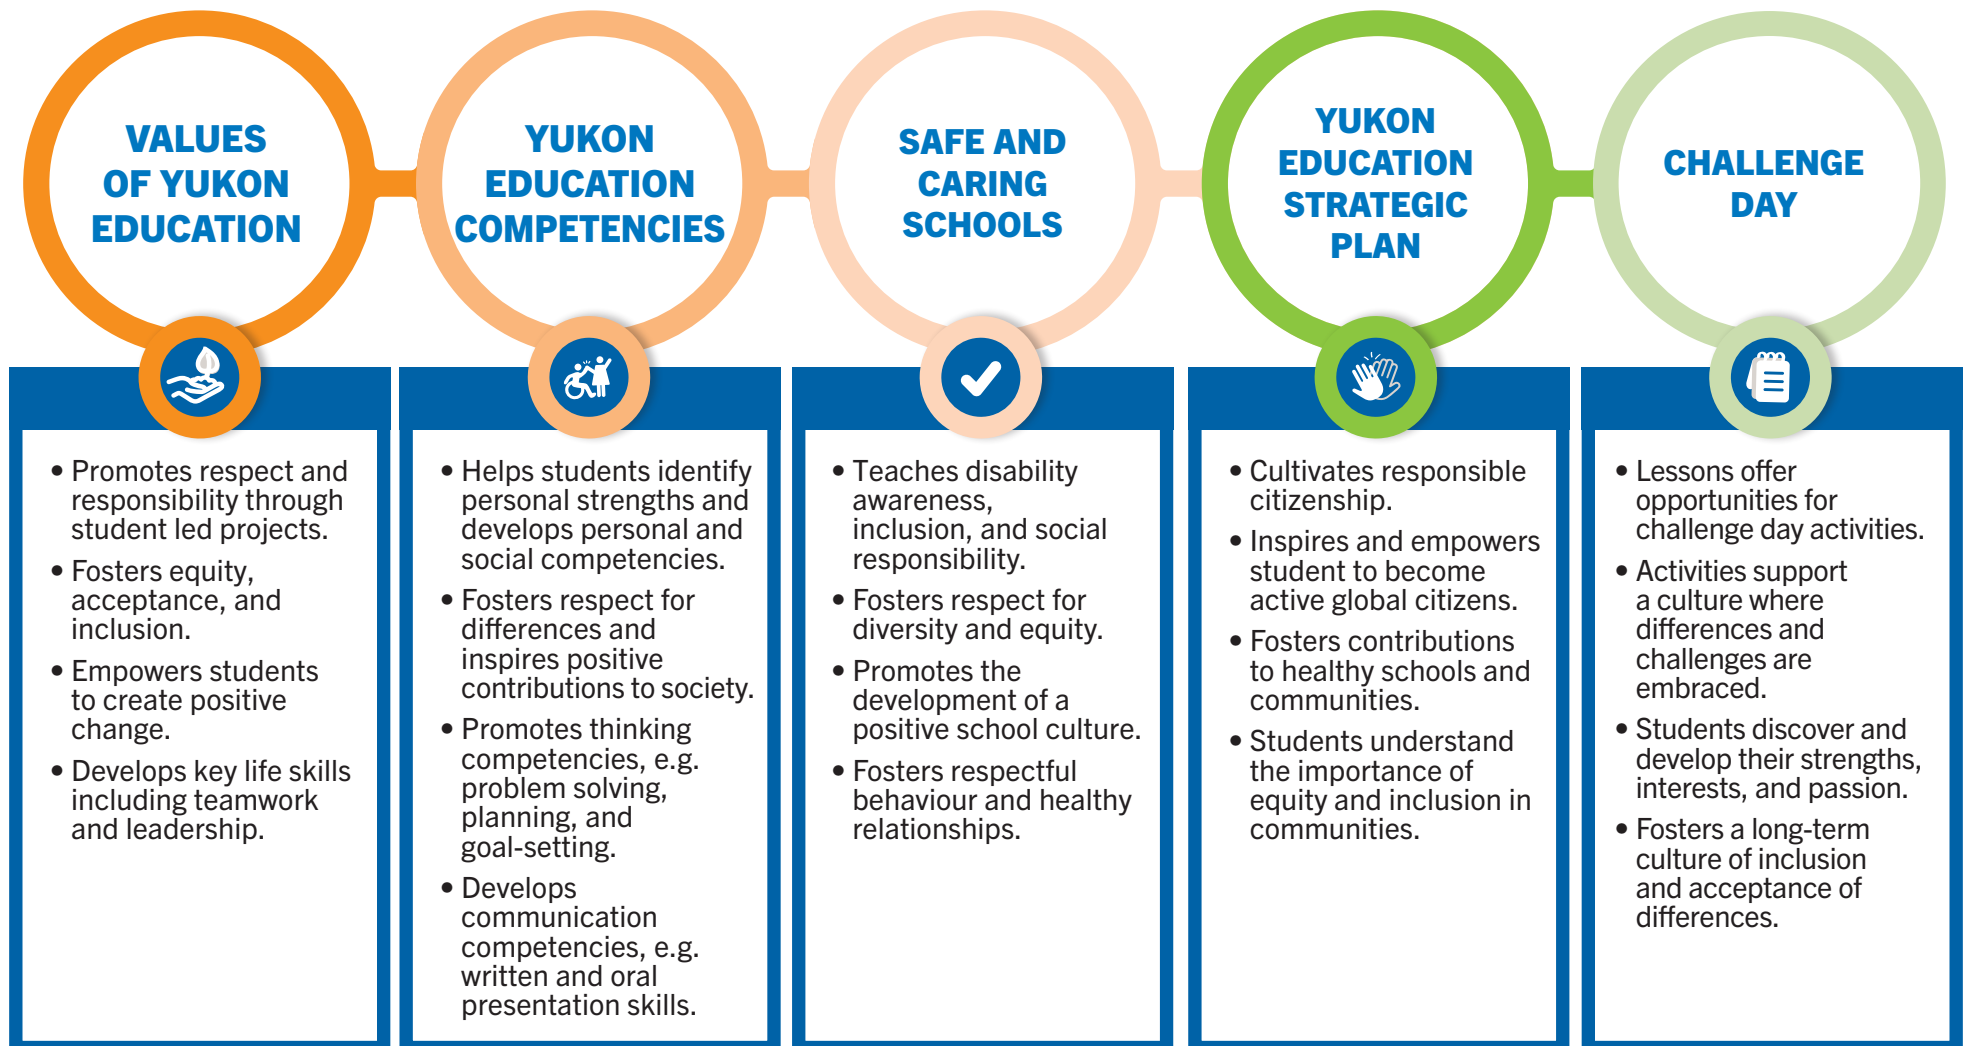 VALUES
OF YUKON
EDUCATION
• Promotes respect and
responsibility through
student led projects.
• Fosters equity,
acceptance, and
inclusion.
• Empowers students
to create positive
change.
• Develops key life skills
including teamwork
and leadership.
YUKON
EDUCATION
COMPETENCIES
• Helps students identify
personal strengths and
develops personal and
social competencies.
• Fosters respect for
differences and
inspires positive
contributions to society.
• Promotes thinking
competencies, e.g.
problem solving,
planning, and
goal-setting.
• Develops
communication
competencies, e.g.
written and oral
presentation skills.
SAFE AND
CARING
SCHOOLS
• Teaches disability
awareness,
inclusion, and social
responsibility.
• Fosters respect for
diversity and equity.
• Promotes the
development of a
positive school culture.
• Fosters respectful
behaviour and healthy
relationships.
YUKON
EDUCATION
STRATEGIC
PLAN
• Cultivates responsible
citizenship.
• Inspires and empowers
student to become
active global citizens.
• Fosters contributions
to healthy schools and
communities.
• Students understand
the importance of
equity and inclusion in
communities.
CHALLENGE
DAY
• Lessons offer
opportunities for
challenge day activities.
• Activities support
a culture where
differences and
challenges are
embraced.
• Students discover and
develop their strengths,
interests, and passion.
• Fosters a long-term
culture of inclusion
and acceptance of
differences.